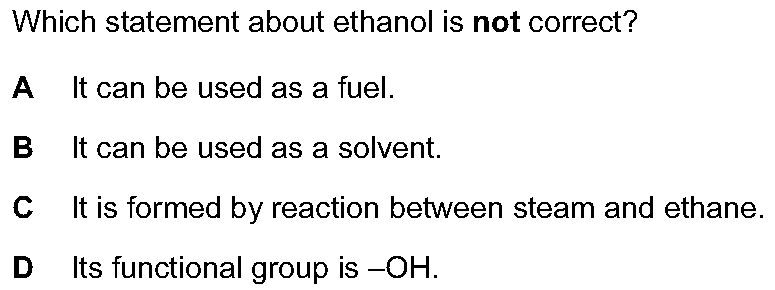 Which statement about ethanol is not correct?
A It can be used as a fuel.
B It can be used as a solvent.
C It is formed by reaction between steam and ethane.
D Its functional group is –OH.